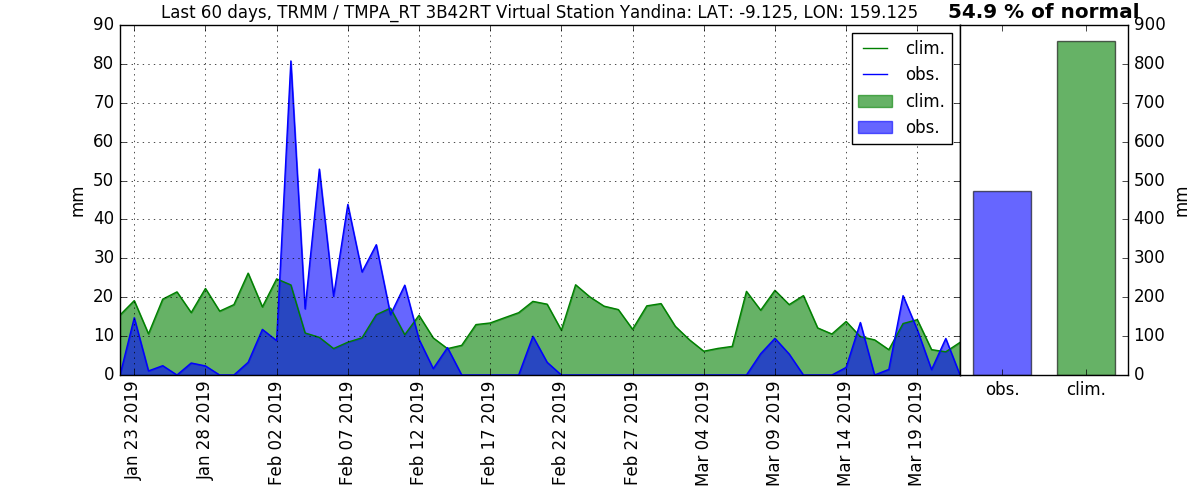 Last 60 days, TRMM / TMPA_RT 3B42RT Virtual Station Yandina: LAT: -9.125, LON: 159.125
54.9 % of normal
90
80
70
60
50
40
30
20
10
0
mm
clim.
obs.
clim.
obs.
Jan 23 2019
Jan 28 2019
Feb 02 2019
Feb 07 2019
Feb 12 2019
Feb 17 2019
Feb 22 2019
Feb 27 2019
Mar 04 2019
Mar 09 2019
Mar 14 2019
Mar 19 2019
900
800
700
600
500
400
300
200
100
0
mm
obs.
clim.